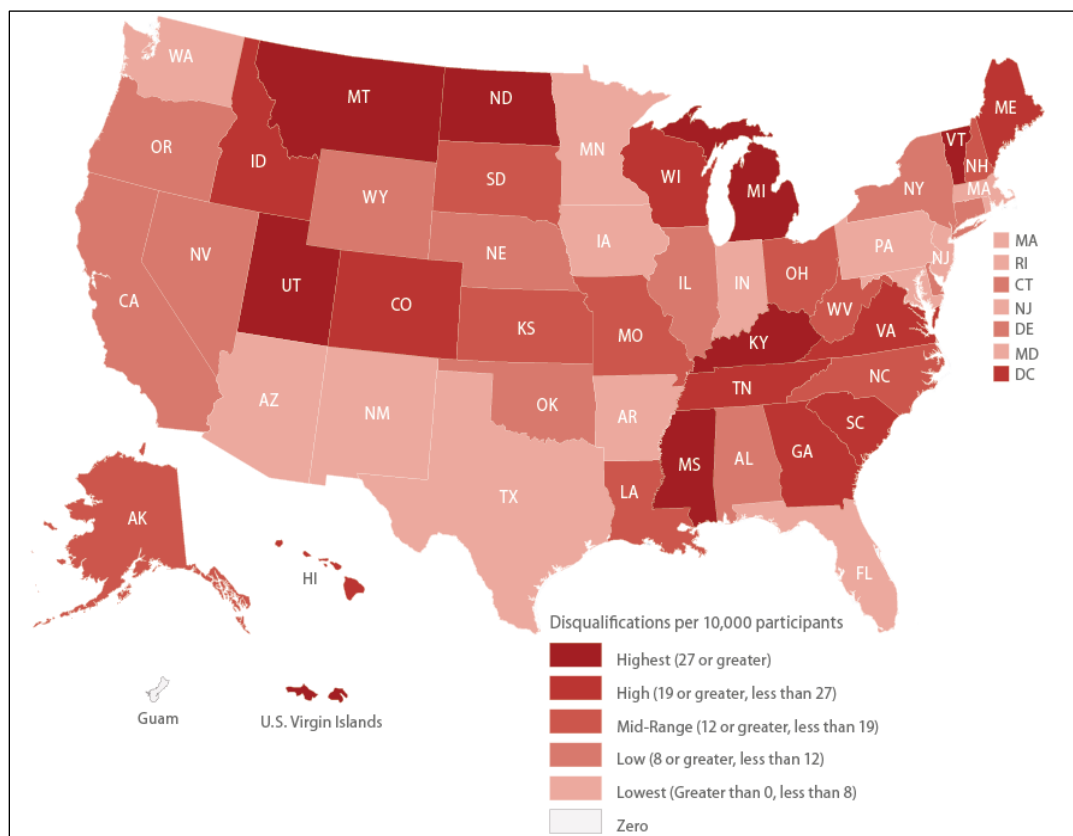 WA
MT
ND
ME
VT
OR
ID
MN
NH
SD
WI
NY
MA
WY
MI
IA
PA
MA
NE
RI
NV
NJ
CT
IL
IN
OH
UT
NJ
CA
CO
WV
DE
KS
MO
VA
MD
KY
DC
NC
TN
AZ
OK
NM
AR
SC
MS
AL
GA
TX
LA
AK
HI
FL
Disqualifications per 10,000 participants
Highest (27 or greater)
High (19 or greater, less than 27)
Guam
U.S. Virgin Islands
Mid-Range (12 or greater, less than 19)
Low (8 or greater, less than 12)
Lowest (Greater than 0, less than 8)
Zero